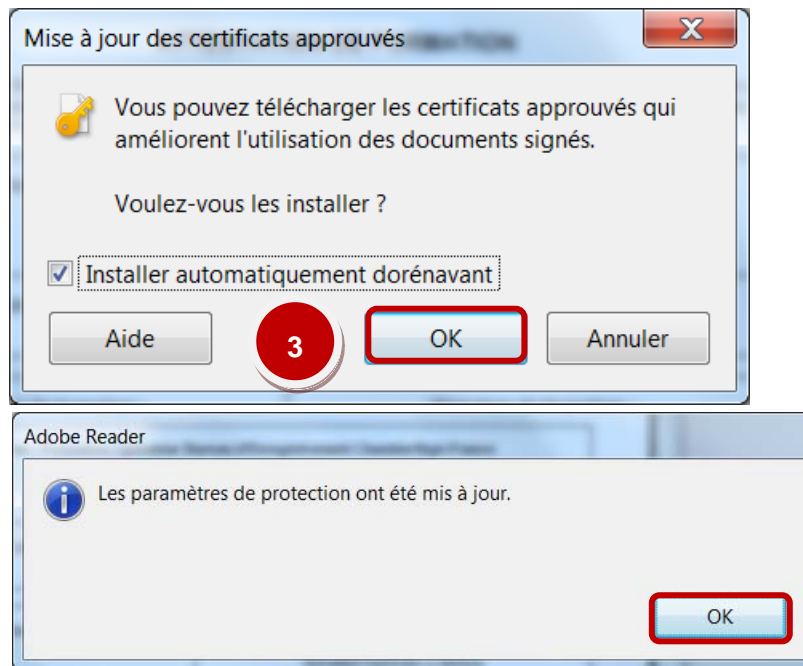 Mise à jour des certificats approuvés
Vous pouvez télécharger les certificats approuvés qui
améliorent l'utilisation des documents signés.
Voulez-vous les installer ?
Installer automatiquement dorénavant
Aide
3
OK
Annuler
Adobe Reader
Les paramètres de protection ont été mis à jour.
OK